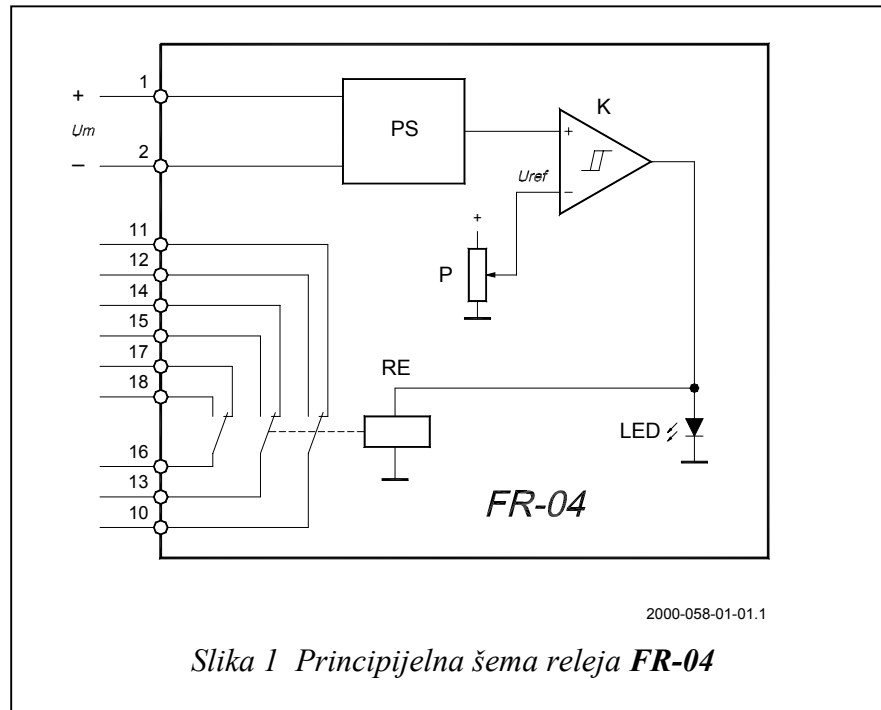 1
+
Um
–
2
PS
K
+
Uref
–
+
P
11
12
14
15
17
18
RE
LED
16
13
10
FR-04
2000-058-01-01.1
Slika 1 Principijelna šema releja FR-04